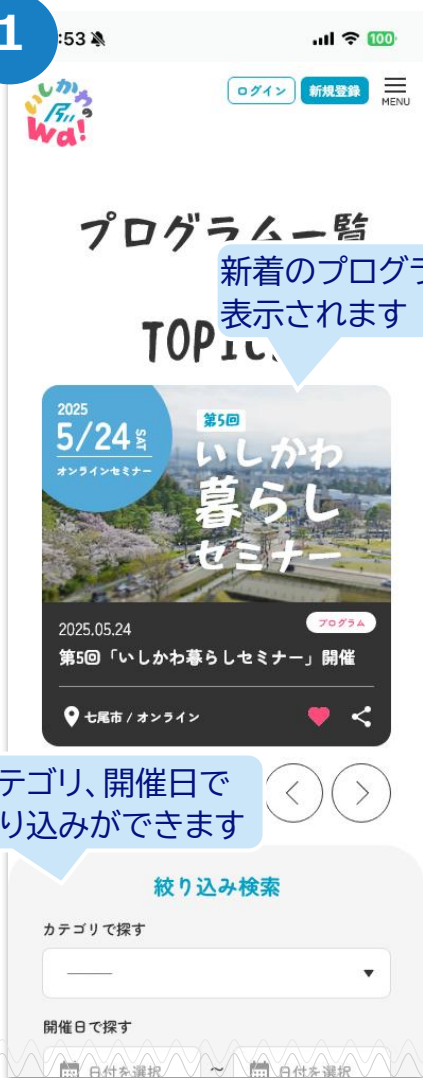 1
:53
100
いしかわのWa!
ログイン
新規登録
MENU
プログラム一覧
新着のプログラ
表示されます
TOPIC
2025
5/24 SAT
オンラインセミナー
第5回
いしかわ
暮らし
セミナー
2025.05.24
プログラム
第5回「いしかわ暮らしセミナー」開催
七尾市 / オンライン
テゴリ、開催日で
り込みができます
絞り込み検索
カテゴリで探す
開催日で探す
日付を選択 ~ 日付を選択